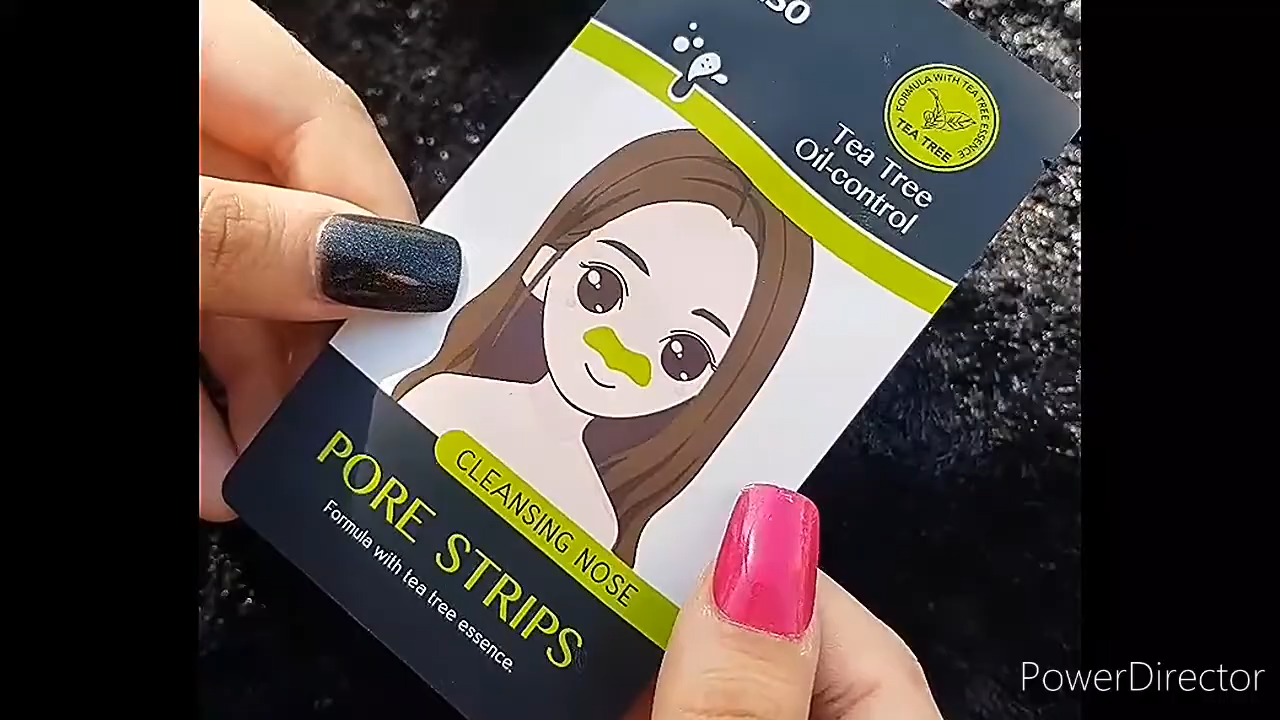 FORMULA WITH TEA TREE ESSENCE
TEA TREE
Tea Tree
Oil-control
CLEANSING NOSE
PORE STRIPS
Formula with tea tree essence.
PowerDirector